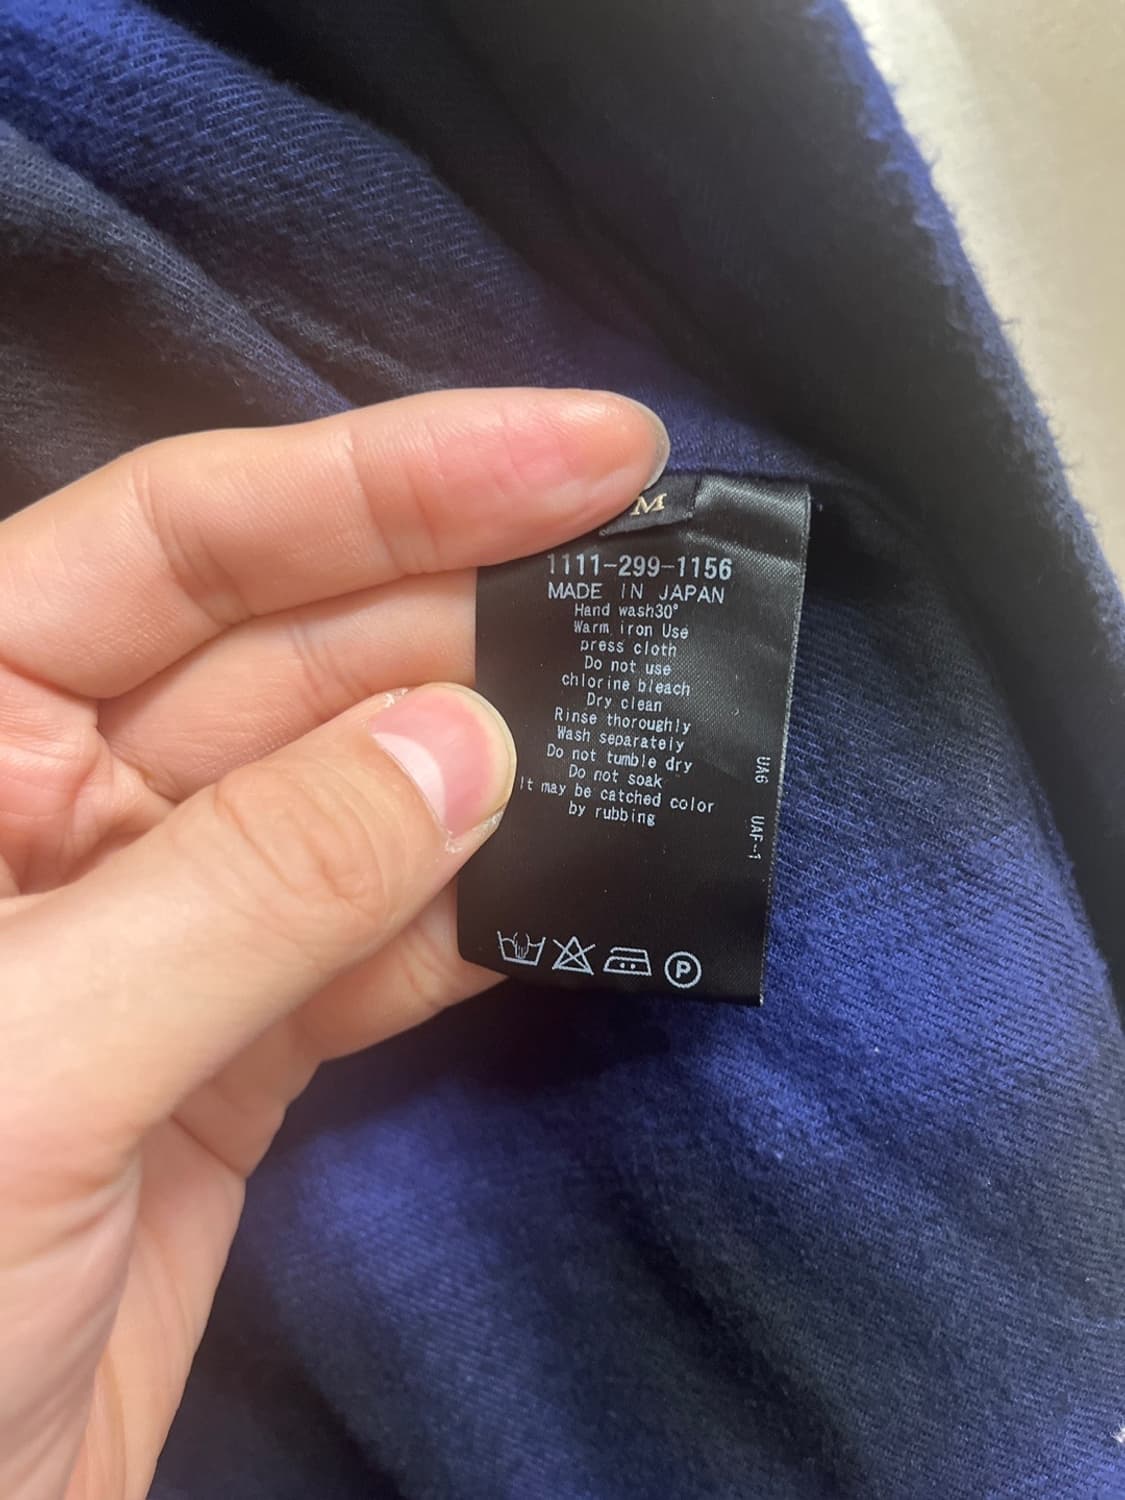 M
1111-299-1156
MADE IN JAPAN
Hand wash30°
Warm iron Use
press cloth
Do not use
chlorine bleach
Dry clean
Rinse thoroughly
Wash separately
Do not tumble dry
Do not soak
It may be catched color
by rubbing
UA6 UAF-1
P